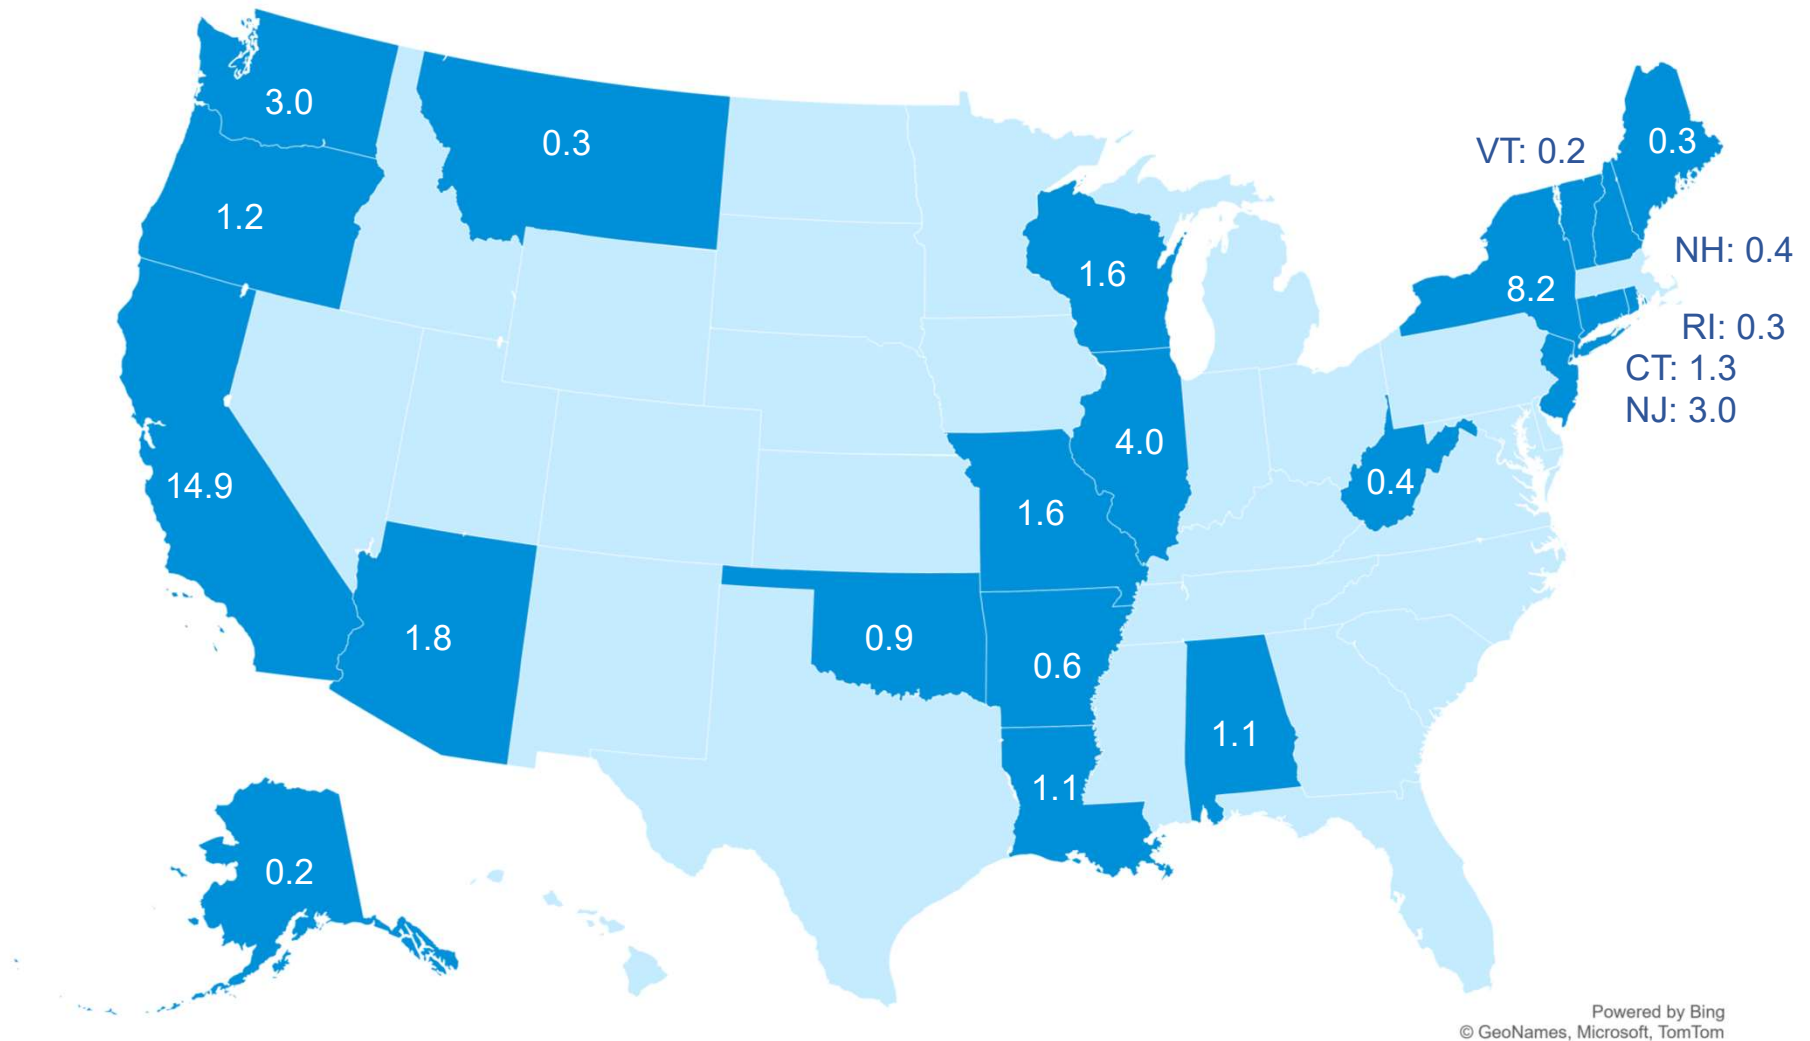 3.0
0.3
0.3
VT: 0.2
1.2
NH: 0.4
1.6
8.2
RI: 0.3
CT: 1.3
NJ: 3.0
4.0
14.9
0.4
1.6
1.8
0.9
0.6
1.1
1.1
0.2
Powered by Bing
© GeoNames, Microsoft, TomTom